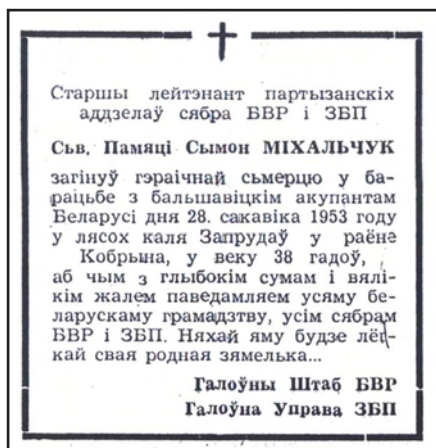 Старшы лейтэнант партызанскіх
аддзелаў сябра БВР і ЗБП
Сьв. Памяці Сымон МІХАЛЬЧУК
загінуў гэраічнай сьмерцю у ба-
рацьбе з бальшавіцкім акупантам
Беларусі дня 28. сакавіка 1953 году
у лясох каля Запрудаў у раёне
Кобрына, у веку 38 гадоў,
аб чым з глыбокім сумам і вялі-
кім жалем паведамляем усяму бе-
ларускаму грамадзтву, усім сябрам
БВР і ЗБП. Няхай яму будзе лёг-
кай свая родная зямелька...
Галоўны Штаб БВР
Галоўна Управа ЗБП